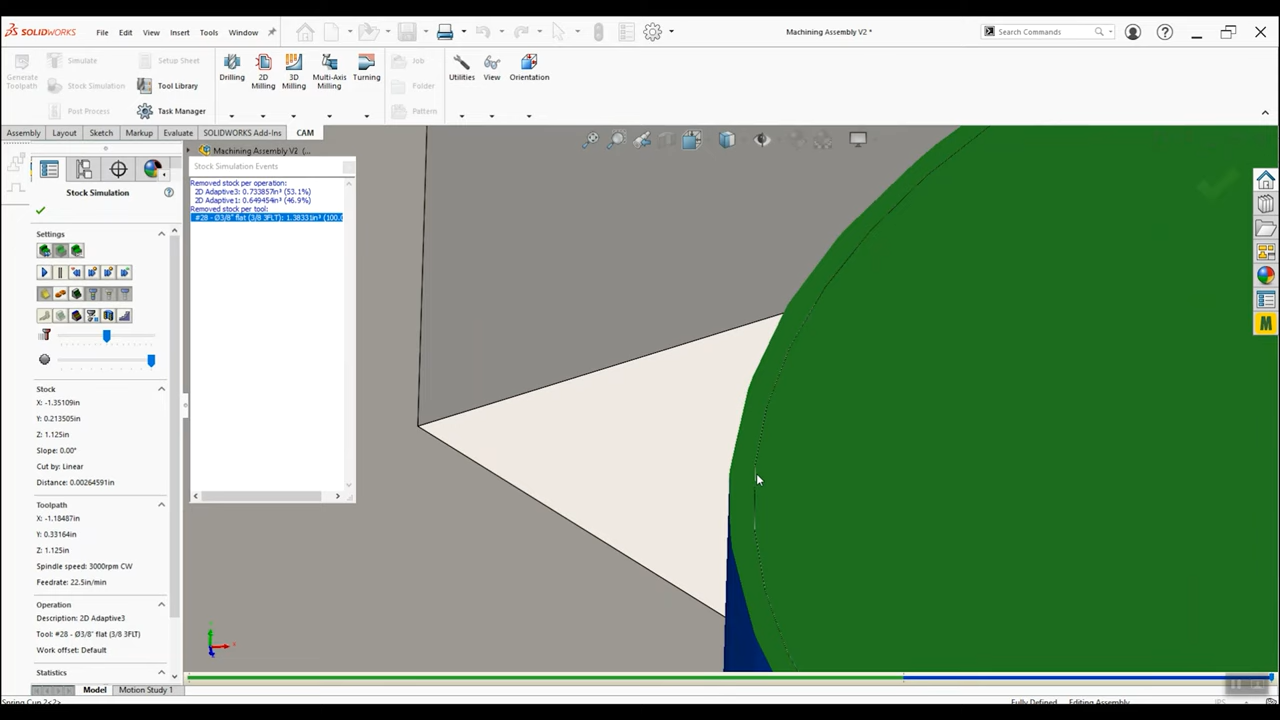 SOLIDWORKS File Edit View Insert Tools Window Machining Assembly V2 * Search Commands
Generate Toolpath Simulate Stock Simulation Post Process Setup Sheet Tool Library Task Manager Drilling 2D Milling 3D Milling Multi-Axis Milling Turning Job Folder Pattern Utilities View Orientation
Assembly Layout Sketch Markup Evaluate SOLIDWORKS Add-Ins CAM
Machining Assembly V2 (...
Stock Simulation Events
Removed stock per operation:
2D Adaptive3: 0.733857in³ (53.1%)
2D Adaptive1: 0.649454in³ (46.9%)
Removed stock per tool:
#28 - Ø3/8" flat (3/8 3FLT): 1.38331in³ (100.0
Stock Simulation
Settings
Stock
X: -1.35109in
Y: 0.213505in
Z: 1.125in
Slope: 0.00°
Cut by: Linear
Distance: 0.00264591in
Toolpath
X: -1.18487in
Y: 0.33164in
Z: 1.125in
Spindle speed: 3000rpm CW
Feedrate: 22.5in/min
Operation
Description: 2D Adaptive3
Tool: #28 - Ø3/8" flat (3/8 3FLT)
Work offset: Default
Statistics
Model Motion Study 1
Spring Cup 2<2> Fully Defined Editing Assembly